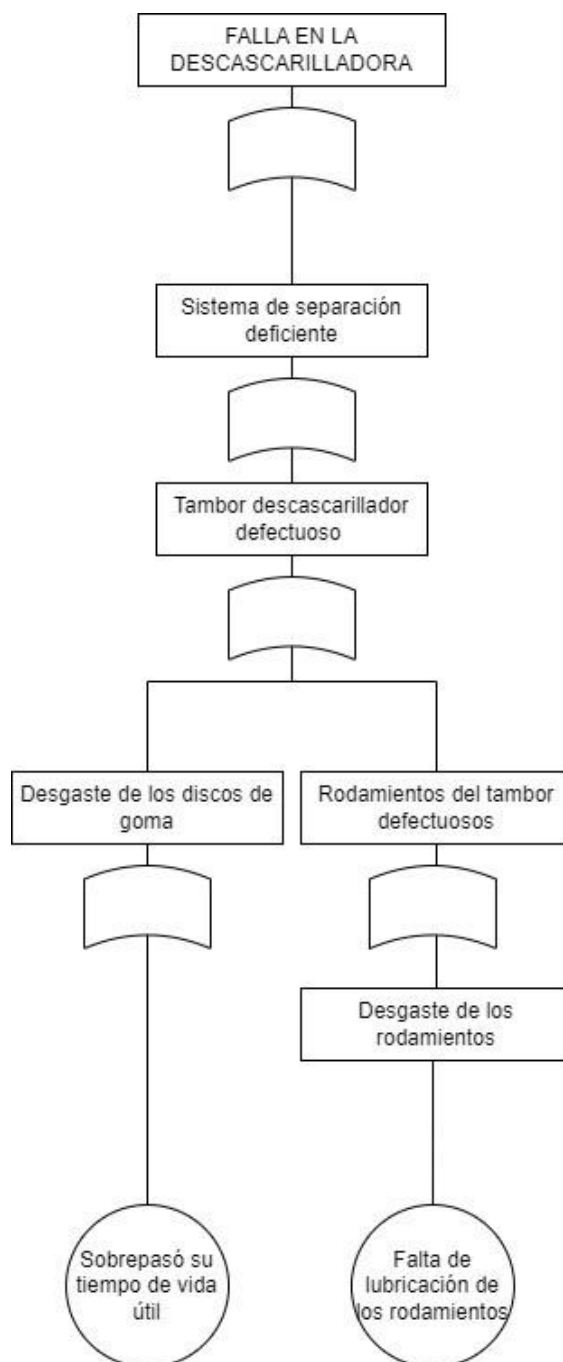 FALLA EN LA
DESCASCARILLADORA
Sistema de separación
deficiente
Tambor descascarillador
defectuoso
Desgaste de los discos de
goma
Rodamientos del tambor
defectuosos
Desgaste de los
rodamientos
Sobrepasó su
tiempo de vida
útil
Falta de
lubricación de
los rodamientos